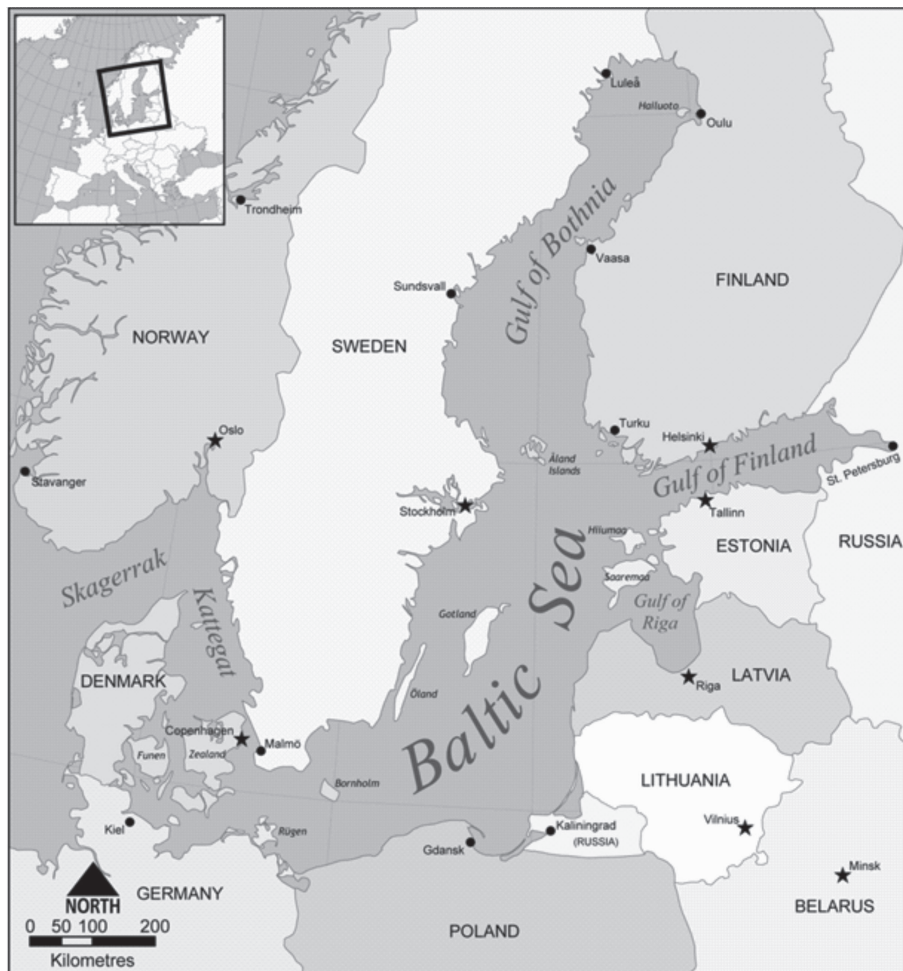 Luleå
Halluoto
Oulu
Trondheim
Gulf of Bothnia
Vaasa
Sundsvall
FINLAND
NORWAY
SWEDEN
Oslo
Turku
Helsinki
Stavanger
Åland
Islands
Gulf of Finland
St. Petersburg
Stockholm
Tallinn
Hiiumaa
ESTONIA
RUSSIA
Skagerrak
Kattegat
Saaremaa
Gulf of
Riga
Gotland
Baltic Sea
DENMARK
Öland
Riga
LATVIA
Copenhagen
Malmö
Funen
Zealand
Bornholm
LITHUANIA
Kiel
Rügen
Gdansk
Kaliningrad
(RUSSIA)
Vilnius
Minsk
GERMANY
NORTH
BELARUS
POLAND
0 50 100 200
Kilometres